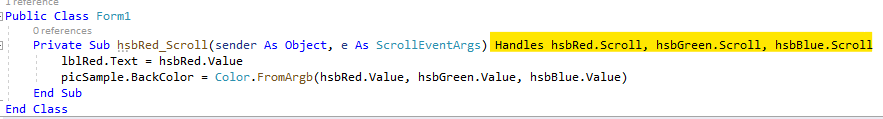 1 reference
Public Class Form1
0 references
Private Sub hsbRed_Scroll(sender As Object, e As ScrollEventArgs) Handles hsbRed.Scroll, hsbGreen.Scroll, hsbBlue.Scroll
lblRed.Text = hsbRed.Value
picSample.BackColor = Color.FromArgb(hsbRed.Value, hsbGreen.Value, hsbBlue.Value)
End Sub
End Class